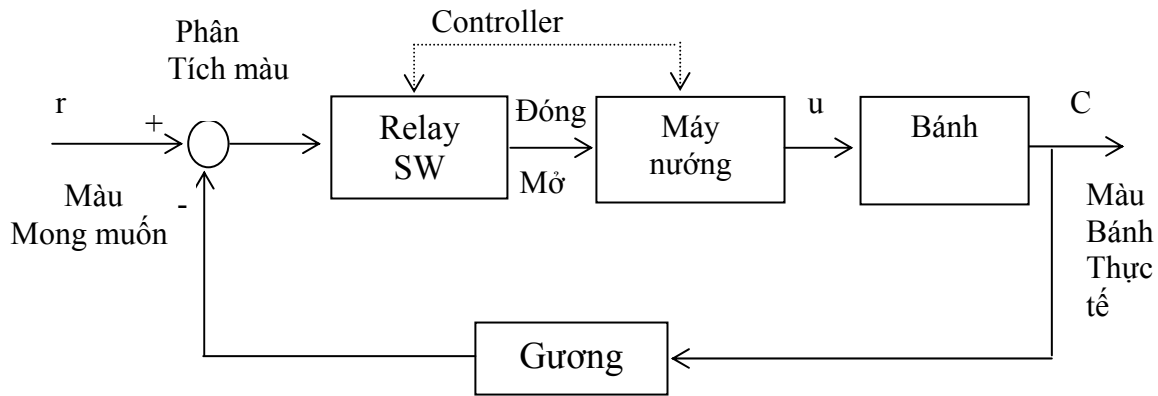 Controller
Phân
Tích màu
r
+
-
Màu
Mong muốn
Relay
SW
Đóng
Mở
Máy
nướng
u
Bánh
C
Màu
Bánh
Thực
tế
Gương